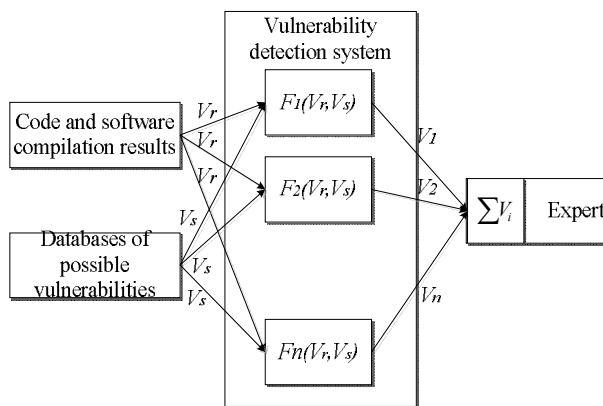 Vulnerability
detection system
Code and software
compilation results
Databases of
possible
vulnerabilities
Vr
Vr
Vr
Vs
Vs
Vs
F1(Vr,Vs)
F2(Vr,Vs)
Fn(Vr,Vs)
V1
V2
Vn
∑Vi
Expert